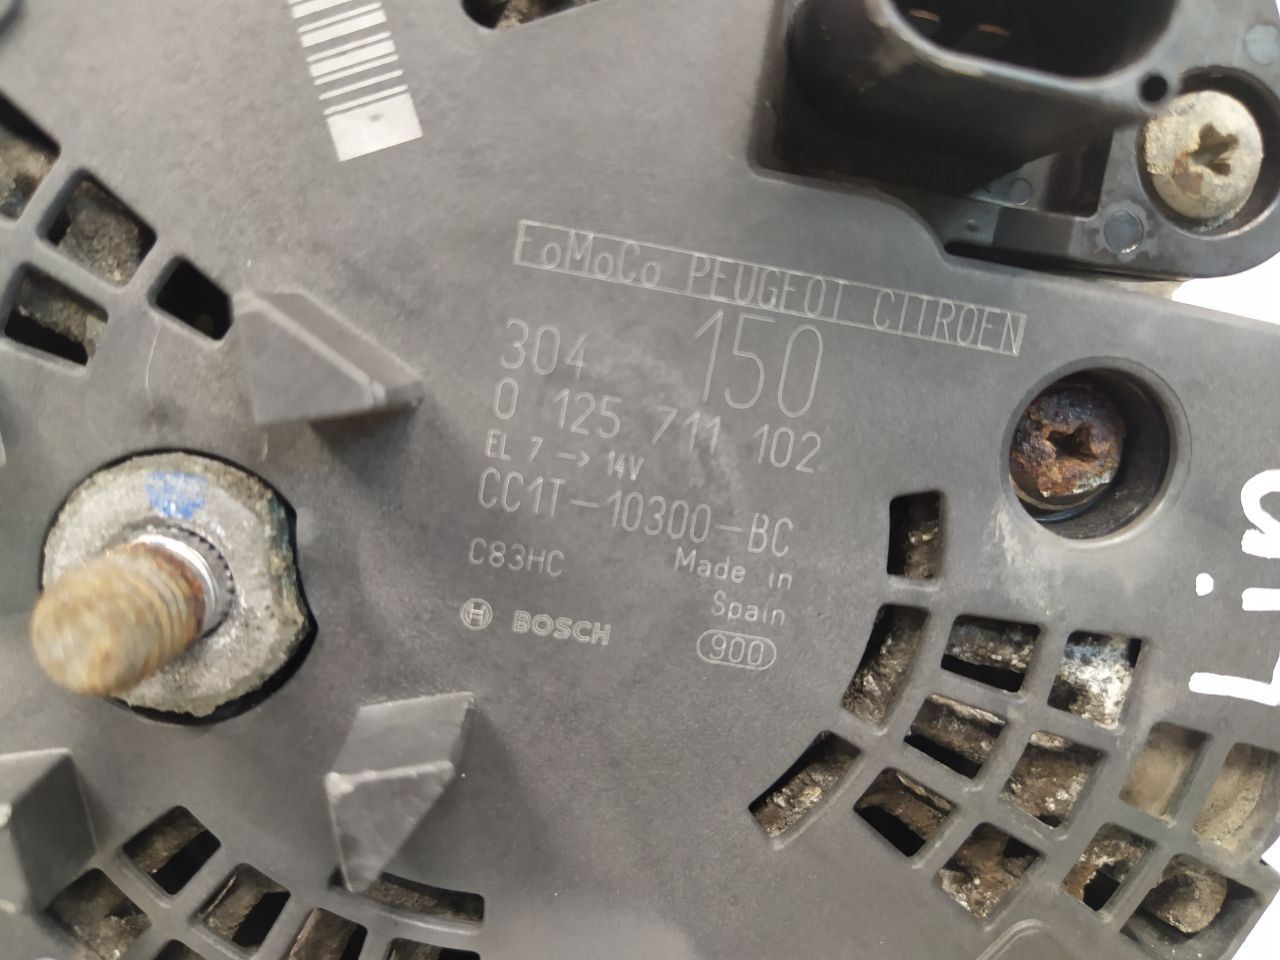 FoMoCo PEUGEOT CITROEN
304 150
0 125 711 102
EL 7 -> 14V
CC1T-10300-BC
C83HC Made in
Spain
BOSCH 900
Lin